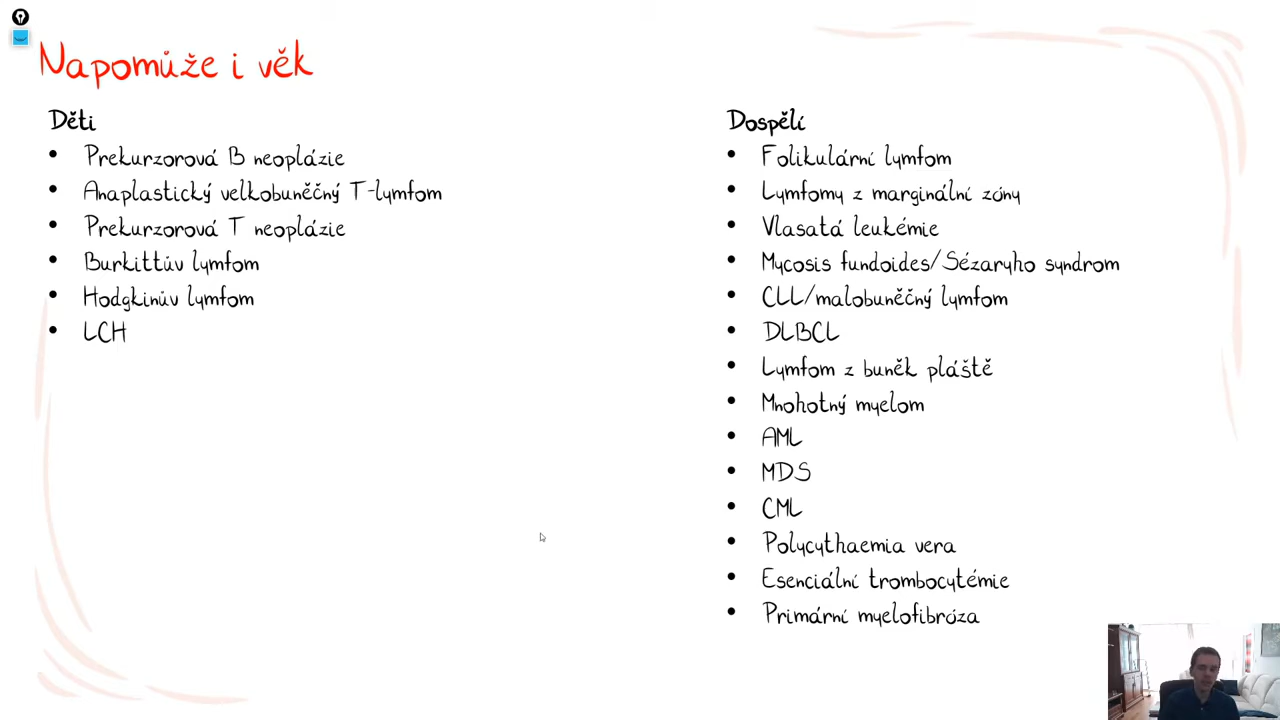 Napomůže i věk
Děti
• Prekurzorová B neoplázie
• Anaplastický velkobuněčný T-lymfom
• Prekurzorová T neoplázie
• Burkittův lymfom
• Hodgkinův lymfom
• LCH
Dospělí
• Folikulární lymfom
• Lymfomy z marginální zóny
• Vlasatá leukémie
• Mycosis fundoides/Sézaryho syndrom
• CLL/malobuněčný lymfom
• DLBCL
• Lymfom z buněk pláště
• Mnohotný myelom
• AML
• MDS
• CML
• Polycythaemia vera
• Esenciální trombocytémie
• Primární myelofibróza